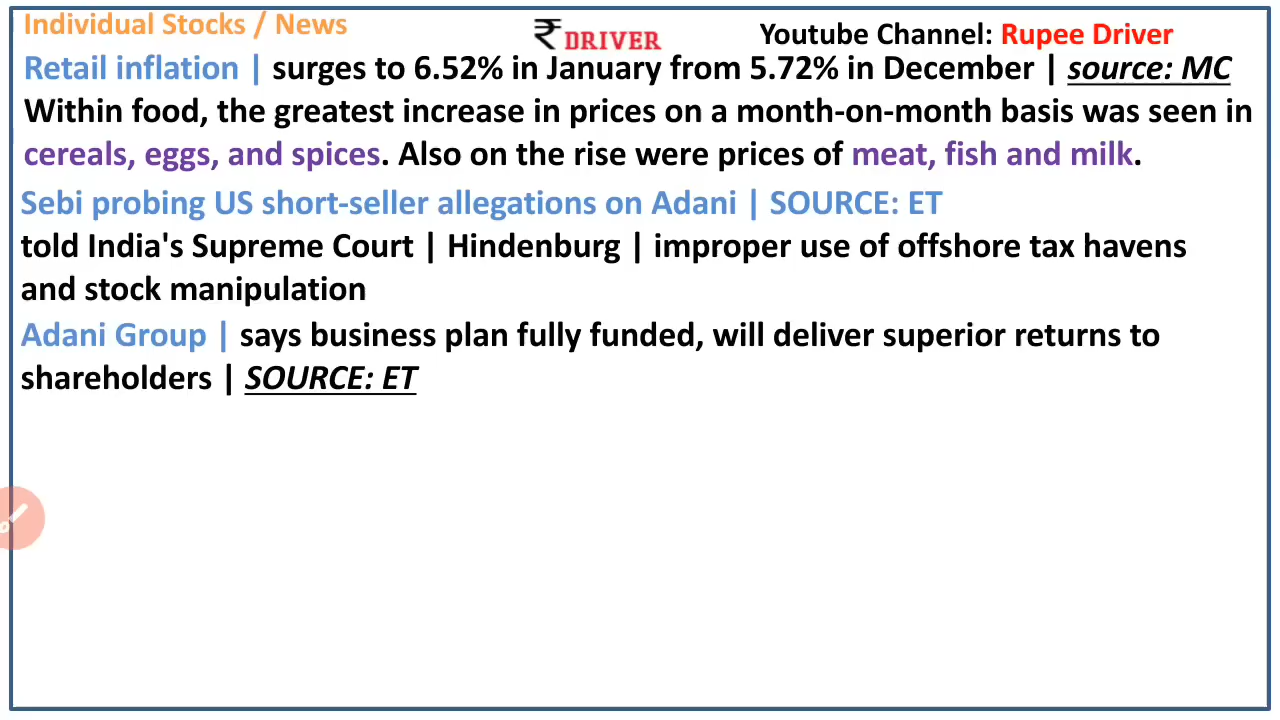 Individual Stocks / News
₹ DRIVER
Youtube Channel: Rupee Driver
Retail inflation | surges to 6.52% in January from 5.72% in December | source: MC
Within food, the greatest increase in prices on a month-on-month basis was seen in
cereals, eggs, and spices. Also on the rise were prices of meat, fish and milk.
Sebi probing US short-seller allegations on Adani | SOURCE: ET
told India's Supreme Court | Hindenburg | improper use of offshore tax havens
and stock manipulation
Adani Group | says business plan fully funded, will deliver superior returns to
shareholders | SOURCE: ET